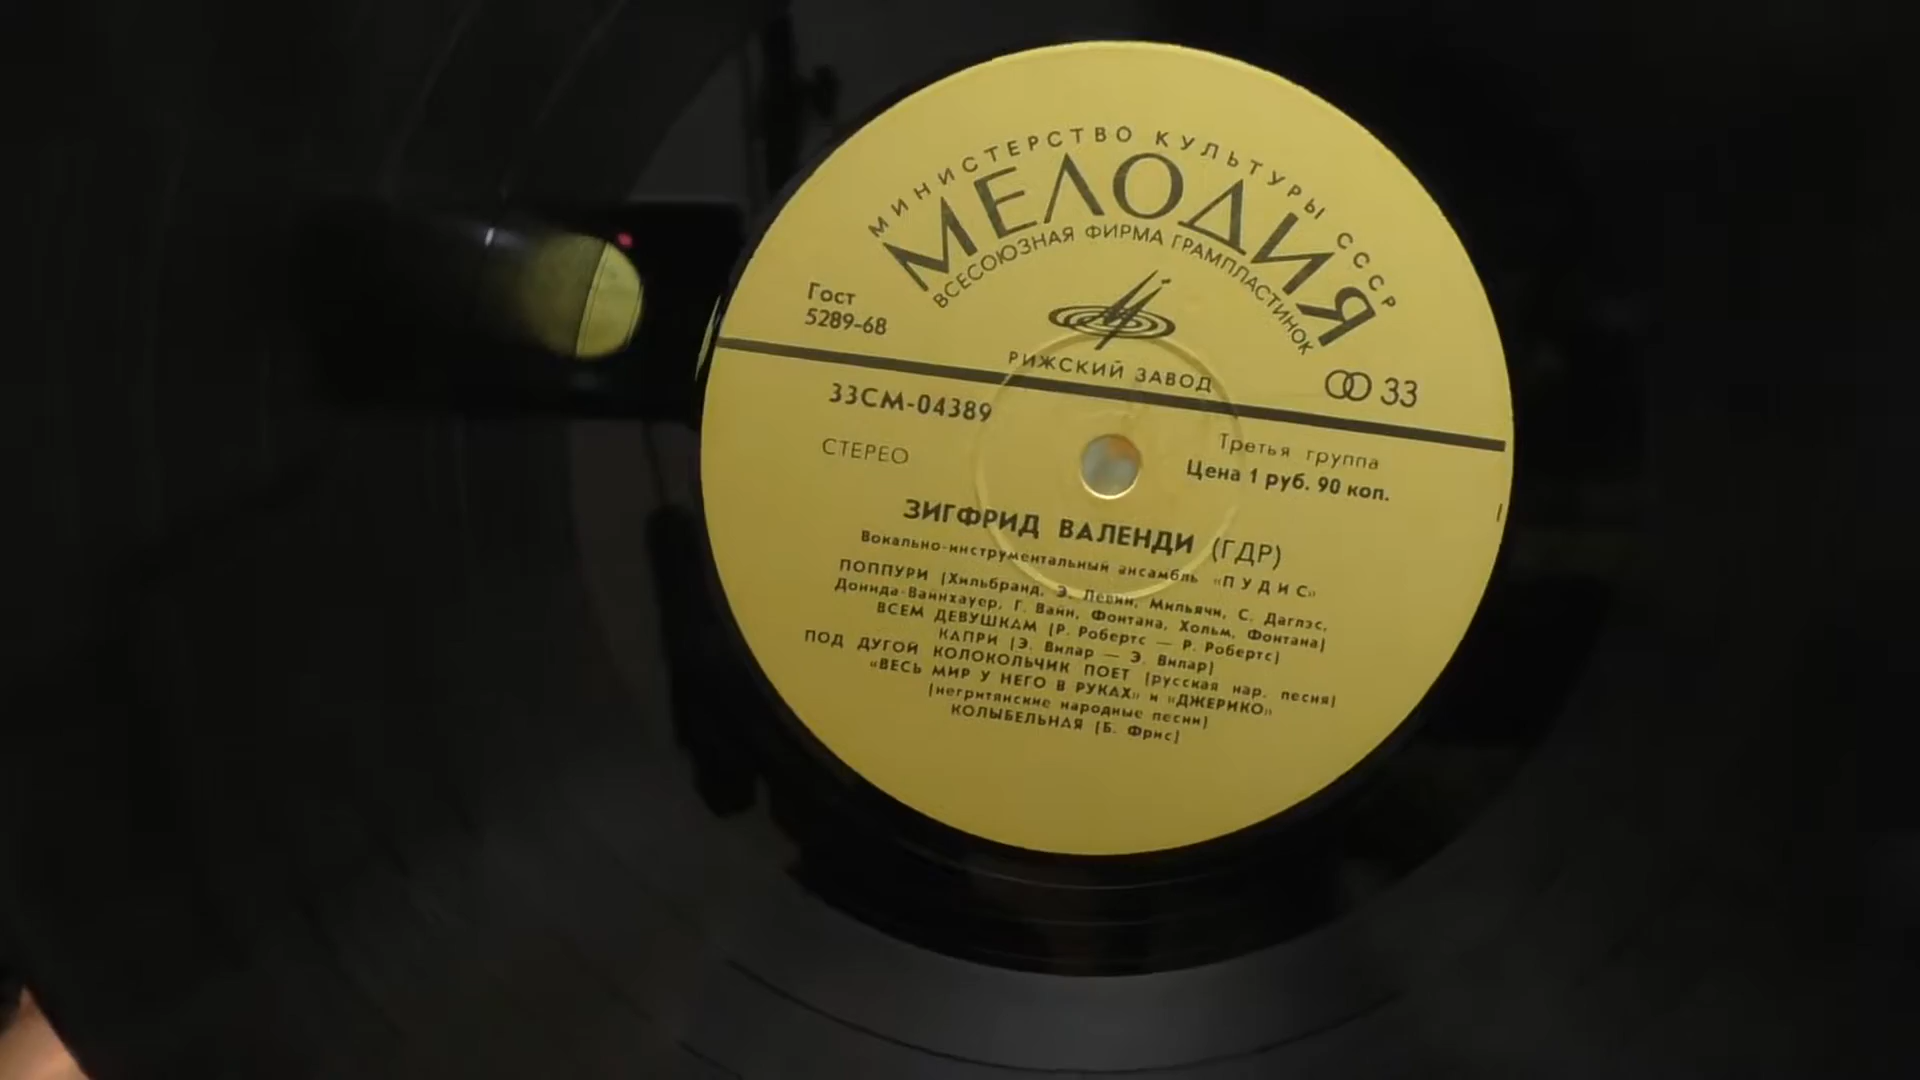 МИНИСТЕРСТВО КУЛЬТУРЫ СССР
МЕЛОДИЯ
ВСЕСОЮЗНАЯ ФИРМА ГРАМПЛАСТИНОК
Гост
5289-68
РИЖСКИЙ ЗАВОД
33
33СМ-04389
СТЕРЕО
Третья группа
Цена 1 руб. 90 коп.
ЗИГФРИД ВАЛЕНДИ (ГДР)
Вокально-инструментальный ансамбль «ПУДИС»
ПОППУРИ (Хильбранд, Э. Левин, Мильячи, С. Даглэс,
Донида-Вайнхауер, Г. Вайн, Фонтана, Хольм, Фонтана)
ВСЕМ ДЕВУШКАМ (Р. Робертс — Р. Робертс)
КАПРИ (Э. Вилар — Э. Вилар)
ПОД ДУГОЙ КОЛОКОЛЬЧИК ПОЕТ (русская нар. песня)
«ВЕСЬ МИР У НЕГО В РУКАХ» и «ДЖЕРИКО»
(негритянские народные песни)
КОЛЫБЕЛЬНАЯ (Б. Фрис)